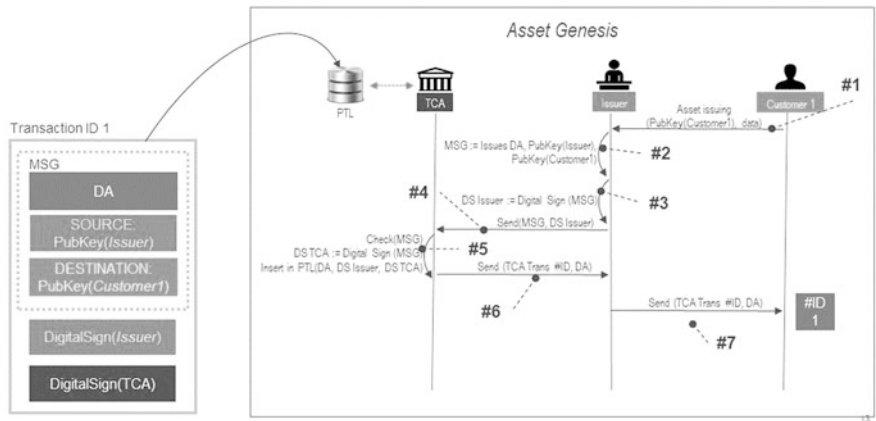 Asset Genesis
PTL
TCA
Issuer
Customer 1
#1
Asset issuing
(PubKey(Customer1), data)
MSG := Issues DA, PubKey(Issuer),
PubKey(Customer1)
#2
DS Issuer := Digital Sign (MSG)
#3
#4
Send(MSG, DS Issuer)
Check(MSG)
DS TCA := Digital Sign (MSG)
Insert in PTL(DA, DS Issuer, DS TCA)
#5
Send (TCA Trans #ID, DA)
#6
Send (TCA Trans #ID, DA)
#ID
1
#7
Transaction ID 1
MSG
DA
SOURCE:
PubKey(Issuer)
DESTINATION:
PubKey(Customer1)
DigitalSign(Issuer)
DigitalSign(TCA)